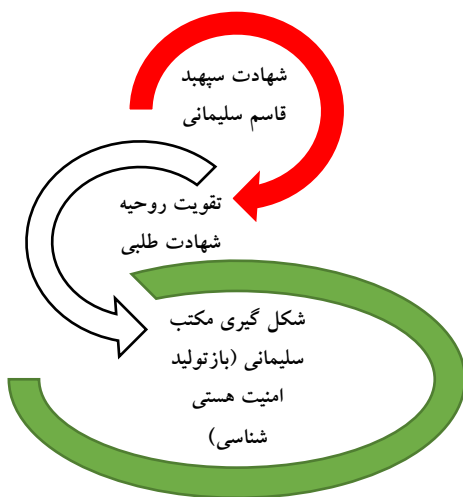 شهادت سپهبد
قاسم سلیمانی
تقویت روحیه
شهادت طلبی
شکل گیری مکتب
سلیمانی (بازتولید
امنیت هستی
شناسی)